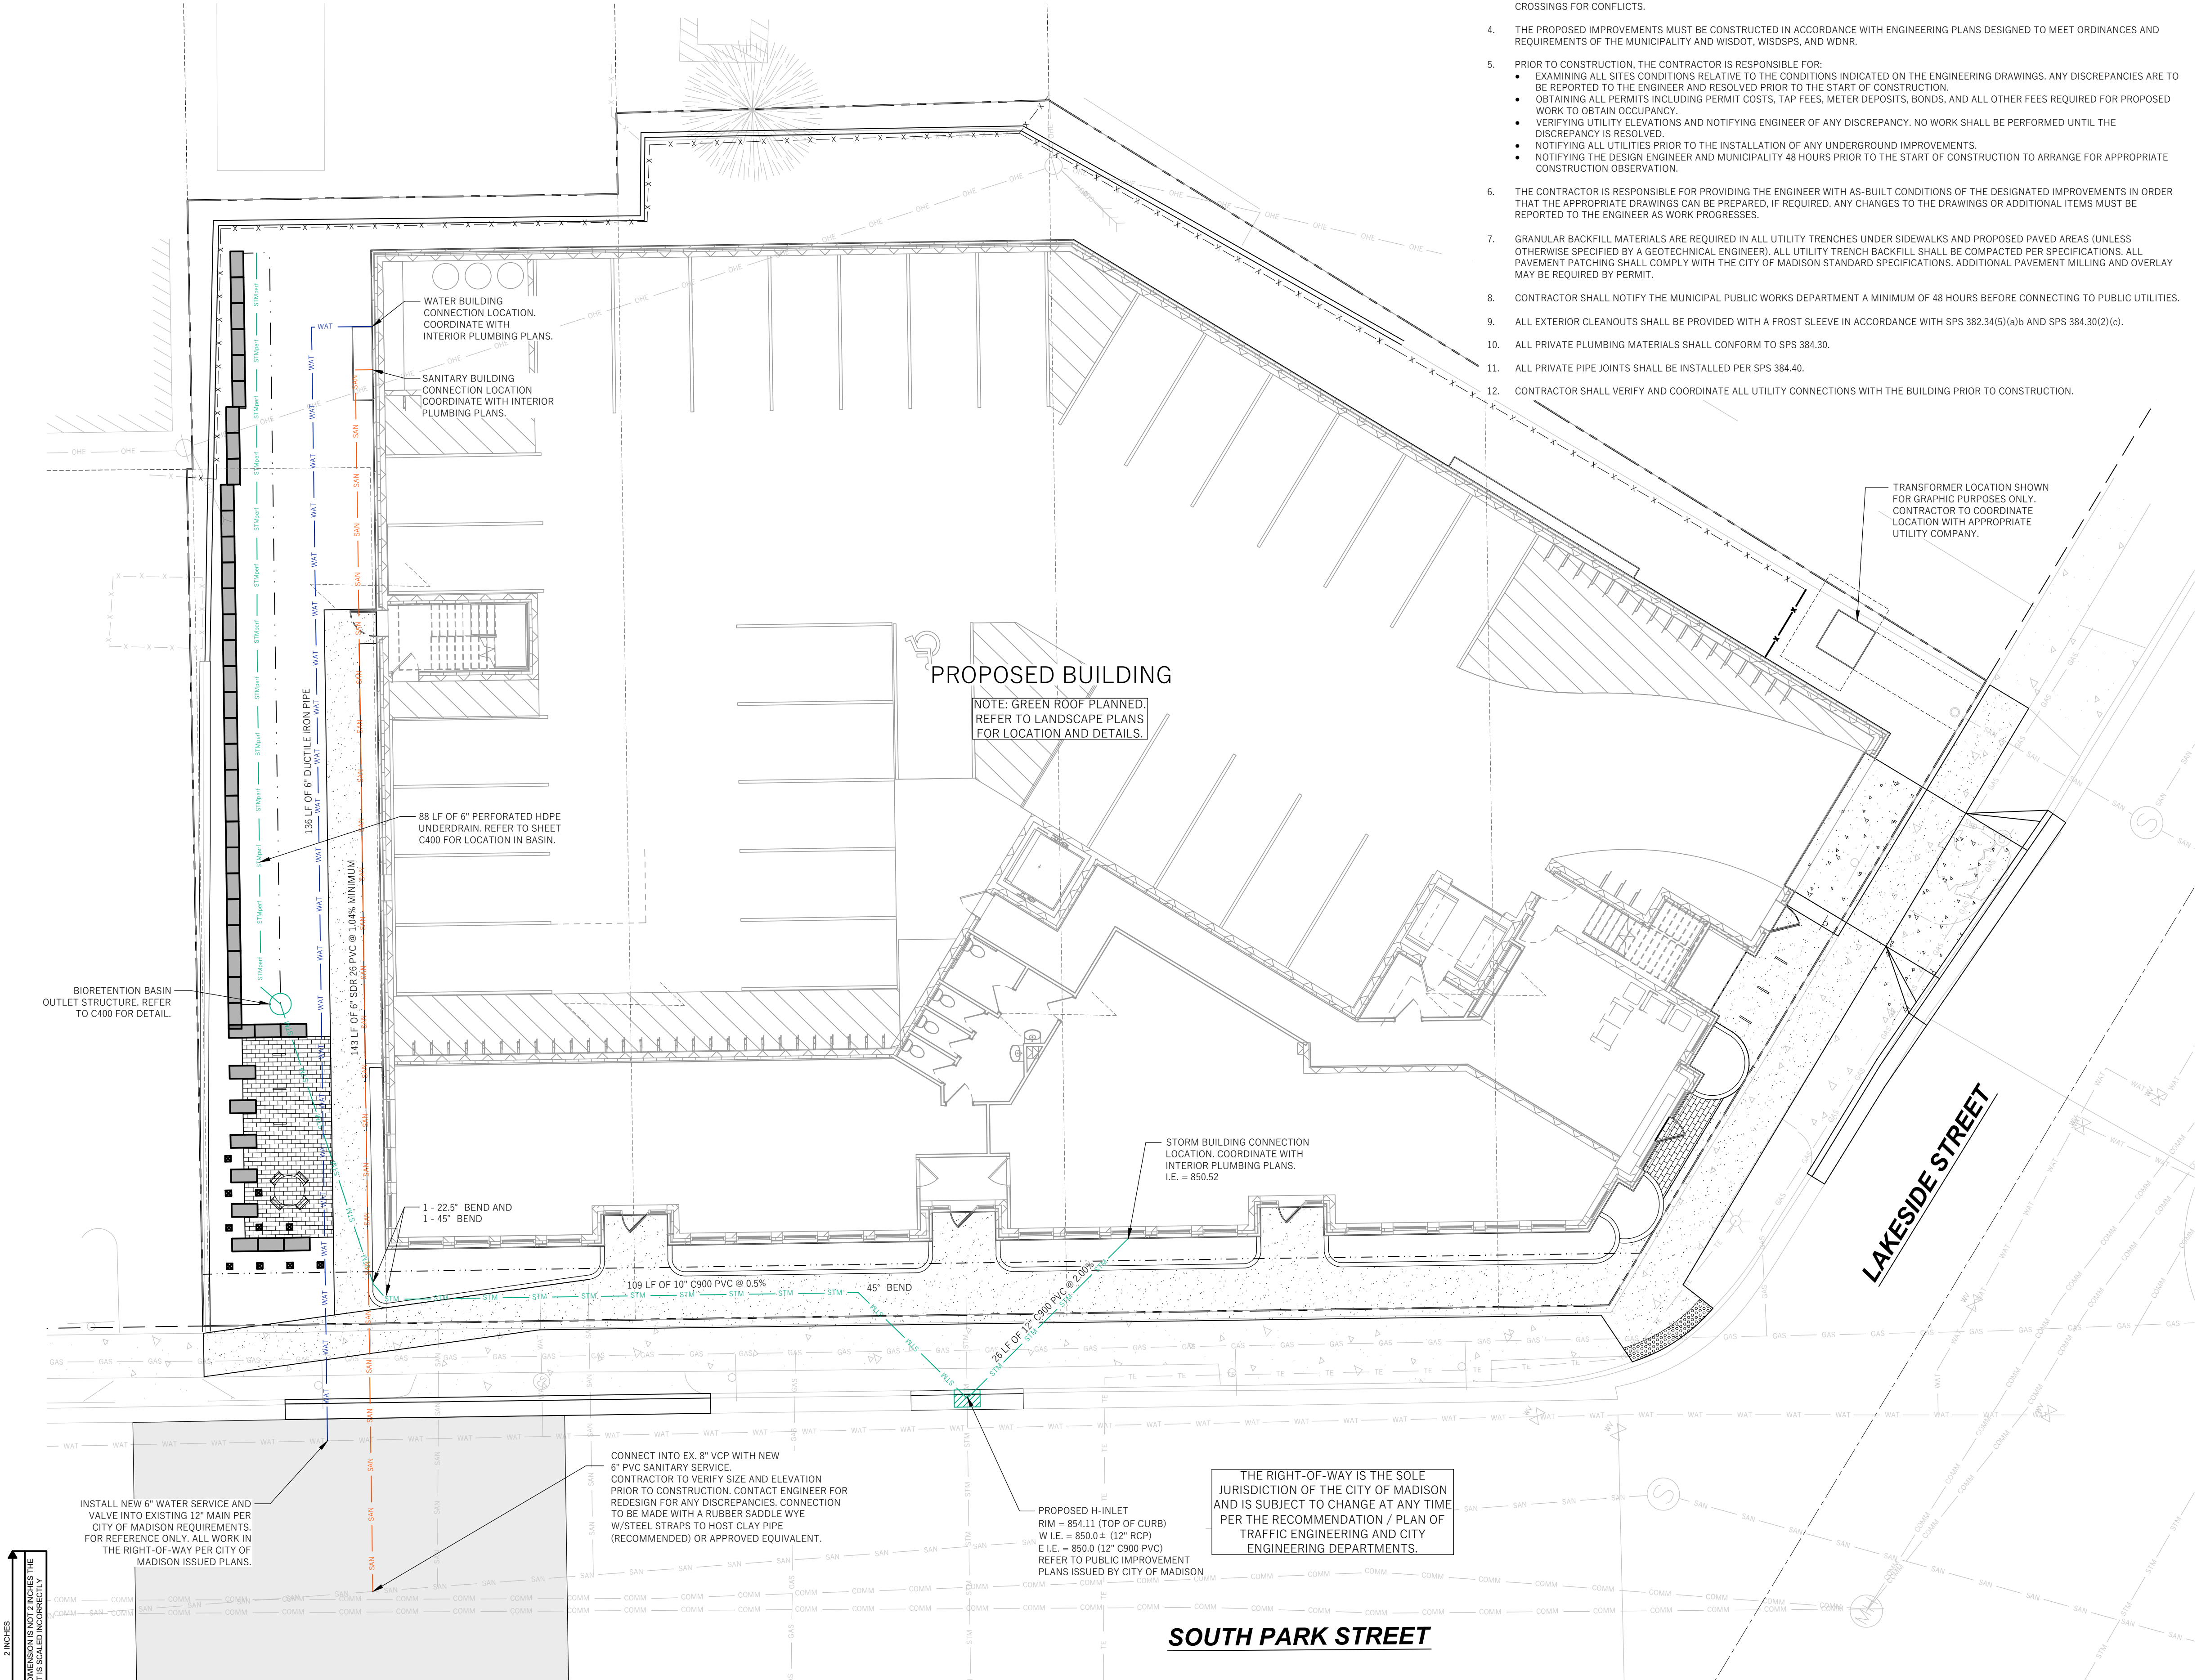 CROSSINGS FOR CONFLICTS.
4. THE PROPOSED IMPROVEMENTS MUST BE CONSTRUCTED IN ACCORDANCE WITH ENGINEERING PLANS DESIGNED TO MEET ORDINANCES AND
REQUIREMENTS OF THE MUNICIPALITY AND WISDOT, WISDSPS, AND WDNR.
5. PRIOR TO CONSTRUCTION, THE CONTRACTOR IS RESPONSIBLE FOR:
• EXAMINING ALL SITES CONDITIONS RELATIVE TO THE CONDITIONS INDICATED ON THE ENGINEERING DRAWINGS. ANY DISCREPANCIES ARE TO
BE REPORTED TO THE ENGINEER AND RESOLVED PRIOR TO THE START OF CONSTRUCTION.
• OBTAINING ALL PERMITS INCLUDING PERMIT COSTS, TAP FEES, METER DEPOSITS, BONDS, AND ALL OTHER FEES REQUIRED FOR PROPOSED
WORK TO OBTAIN OCCUPANCY.
• VERIFYING UTILITY ELEVATIONS AND NOTIFYING ENGINEER OF ANY DISCREPANCY. NO WORK SHALL BE PERFORMED UNTIL THE
DISCREPANCY IS RESOLVED.
• NOTIFYING ALL UTILITIES PRIOR TO THE INSTALLATION OF ANY UNDERGROUND IMPROVEMENTS.
• NOTIFYING THE DESIGN ENGINEER AND MUNICIPALITY 48 HOURS PRIOR TO THE START OF CONSTRUCTION TO ARRANGE FOR APPROPRIATE
CONSTRUCTION OBSERVATION.
6. THE CONTRACTOR IS RESPONSIBLE FOR PROVIDING THE ENGINEER WITH AS-BUILT CONDITIONS OF THE DESIGNATED IMPROVEMENTS IN ORDER
THAT THE APPROPRIATE DRAWINGS CAN BE PREPARED, IF REQUIRED. ANY CHANGES TO THE DRAWINGS OR ADDITIONAL ITEMS MUST BE
REPORTED TO THE ENGINEER AS WORK PROGRESSES.
7. GRANULAR BACKFILL MATERIALS ARE REQUIRED IN ALL UTILITY TRENCHES UNDER SIDEWALKS AND PROPOSED PAVED AREAS (UNLESS
OTHERWISE SPECIFIED BY A GEOTECHNICAL ENGINEER). ALL UTILITY TRENCH BACKFILL SHALL BE COMPACTED PER SPECIFICATIONS. ALL
PAVEMENT PATCHING SHALL COMPLY WITH THE CITY OF MADISON STANDARD SPECIFICATIONS. ADDITIONAL PAVEMENT MILLING AND OVERLAY
MAY BE REQUIRED BY PERMIT.
8. CONTRACTOR SHALL NOTIFY THE MUNICIPAL PUBLIC WORKS DEPARTMENT A MINIMUM OF 48 HOURS BEFORE CONNECTING TO PUBLIC UTILITIES.
9. ALL EXTERIOR CLEANOUTS SHALL BE PROVIDED WITH A FROST SLEEVE IN ACCORDANCE WITH SPS 382.34(5)(a)b AND SPS 384.30(2)(c).
10. ALL PRIVATE PLUMBING MATERIALS SHALL CONFORM TO SPS 384.30.
11. ALL PRIVATE PIPE JOINTS SHALL BE INSTALLED PER SPS 384.40.
12. CONTRACTOR SHALL VERIFY AND COORDINATE ALL UTILITY CONNECTIONS WITH THE BUILDING PRIOR TO CONSTRUCTION.
WATER BUILDING
CONNECTION LOCATION.
COORDINATE WITH
INTERIOR PLUMBING PLANS.
SANITARY BUILDING
CONNECTION LOCATION
COORDINATE WITH INTERIOR
PLUMBING PLANS.
TRANSFORMER LOCATION SHOWN
FOR GRAPHIC PURPOSES ONLY.
CONTRACTOR TO COORDINATE
LOCATION WITH APPROPRIATE
UTILITY COMPANY.
PROPOSED BUILDING
NOTE: GREEN ROOF PLANNED.
REFER TO LANDSCAPE PLANS
FOR LOCATION AND DETAILS.
136 LF OF 6" DUCTILE IRON PIPE
88 LF OF 6" PERFORATED HDPE
UNDERDRAIN. REFER TO SHEET
C400 FOR LOCATION IN BASIN.
143 LF OF 6" SDR 26 PVC @ 1.04% MINIMUM
BIORETENTION BASIN
OUTLET STRUCTURE. REFER
TO C400 FOR DETAIL.
STORM BUILDING CONNECTION
LOCATION. COORDINATE WITH
INTERIOR PLUMBING PLANS.
I.E. = 850.52
1 - 22.5° BEND AND
1 - 45° BEND
109 LF OF 10" C900 PVC @ 0.5%
45° BEND
26 LF OF 12" C900 PVC @ 2.00%
LAKESIDE STREET
INSTALL NEW 6" WATER SERVICE AND
VALVE INTO EXISTING 12" MAIN PER
CITY OF MADISON REQUIREMENTS.
FOR REFERENCE ONLY. ALL WORK IN
THE RIGHT-OF-WAY PER CITY OF
MADISON ISSUED PLANS.
CONNECT INTO EX. 8" VCP WITH NEW
6" PVC SANITARY SERVICE.
CONTRACTOR TO VERIFY SIZE AND ELEVATION
PRIOR TO CONSTRUCTION. CONTACT ENGINEER FOR
REDESIGN FOR ANY DISCREPANCIES. CONNECTION
TO BE MADE WITH A RUBBER SADDLE WYE
W/STEEL STRAPS TO HOST CLAY PIPE
(RECOMMENDED) OR APPROVED EQUIVALENT.
PROPOSED H-INLET
RIM = 854.11 (TOP OF CURB)
W I.E. = 850.0± (12" RCP)
E I.E. = 850.0 (12" C900 PVC)
REFER TO PUBLIC IMPROVEMENT
PLANS ISSUED BY CITY OF MADISON
THE RIGHT-OF-WAY IS THE SOLE
JURISDICTION OF THE CITY OF MADISON
AND IS SUBJECT TO CHANGE AT ANY TIME
PER THE RECOMMENDATION / PLAN OF
TRAFFIC ENGINEERING AND CITY
ENGINEERING DEPARTMENTS.
SOUTH PARK STREET
2 INCHES
DIMENSION IS NOT 2 INCHES THE
T IS SCALED INCORRECTLY